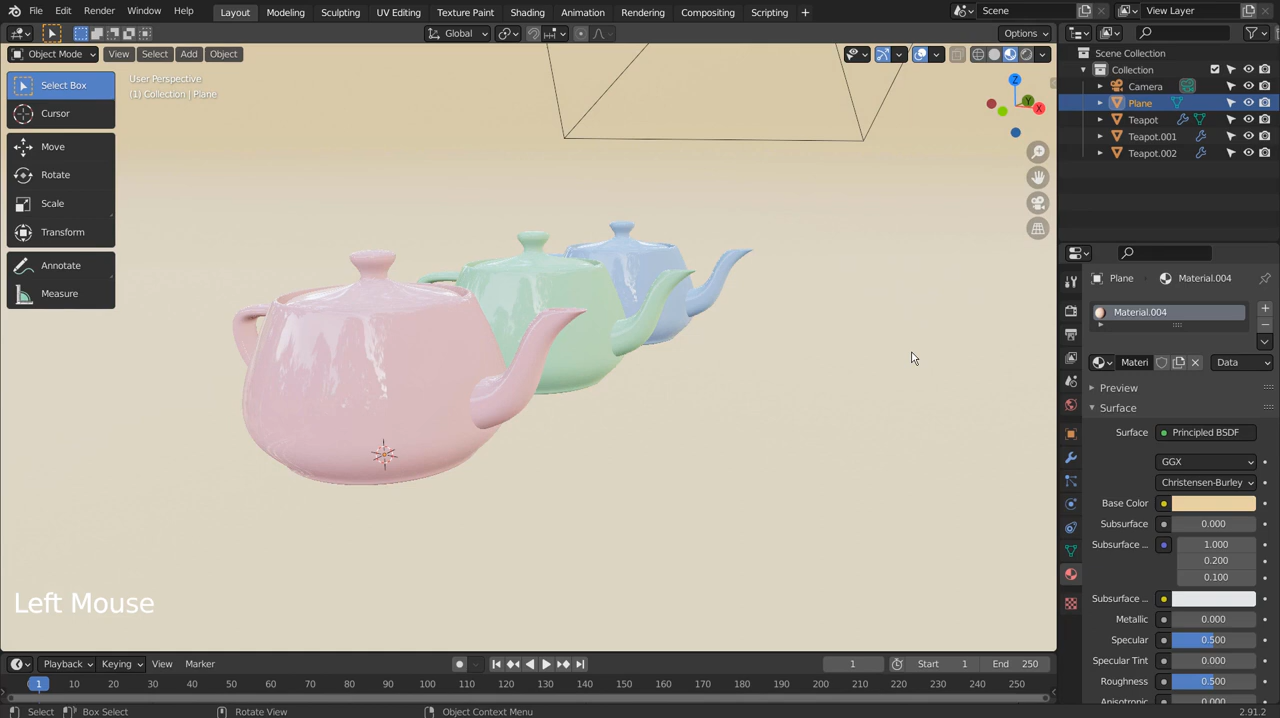 File Edit Render Window Help Layout Modeling Sculpting UV Editing Texture Paint Shading Animation Rendering Compositing Scripting + Scene View Layer
Global Options
Object Mode View Select Add Object
User Perspective
(1) Collection | Plane
Select Box
Cursor
Move
Rotate
Scale
Transform
Annotate
Measure
Z
Y
X
Scene Collection
Collection
Camera
Plane
Teapot
Teapot.001
Teapot.002
Plane Material.004
Material.004
Materi Data
Preview
Surface
Surface Principled BSDF
GGX
Christensen-Burley
Base Color
Subsurface 0.000
Subsurface ... 1.000
0.200
0.100
Subsurface ...
Metallic 0.000
Specular 0.500
Specular Tint 0.000
Roughness 0.500
Anisotropic 0.000
Left Mouse
Playback Keying View Marker 1 Start 1 End 250
1 10 20 30 40 50 60 70 80 90 100 110 120 130 140 150 160 170 180 190 200 210 220 230 240 250
Select Box Select Rotate View Object Context Menu 2.91.2